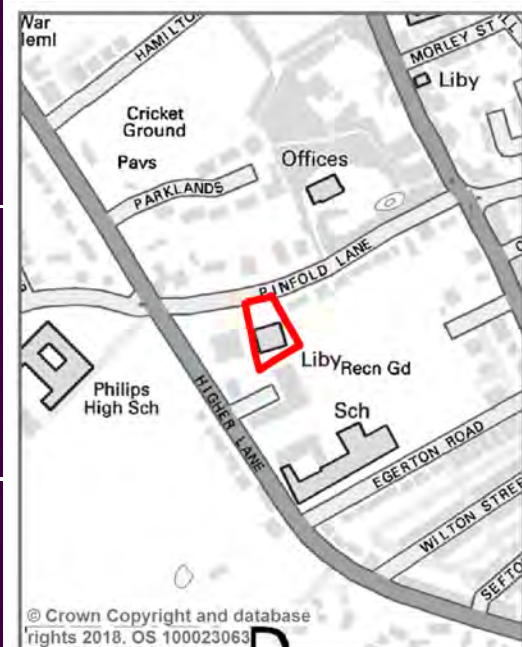 War
Meml
HAMILTON
MORLEY ST
Liby
Cricket
Ground
Pavs
Offices
PARKLANDS
PINFOLD LANE
Liby
Recn Gd
Philips
High Sch
HIGHER LANE
Sch
EGERTON ROAD
WILTON STREET
SEFTO
© Crown Copyright and database
rights 2018. OS 100023063